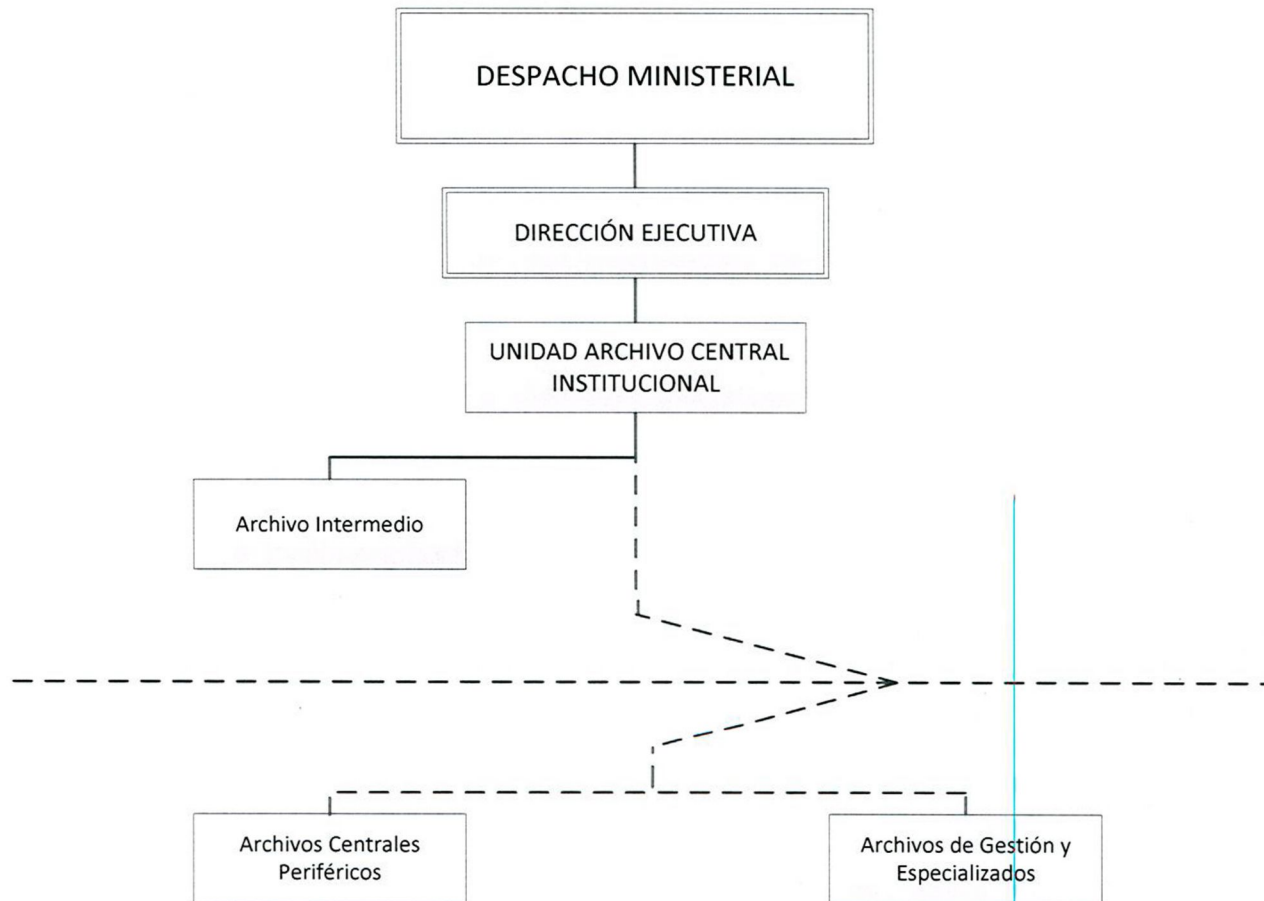 DESPACHO MINISTERIAL
DIRECCIÓN EJECUTIVA
UNIDAD ARCHIVO CENTRAL
INSTITUCIONAL
Archivo Intermedio
Archivos Centrales
Periféricos
Archivos de Gestión y
Especializados